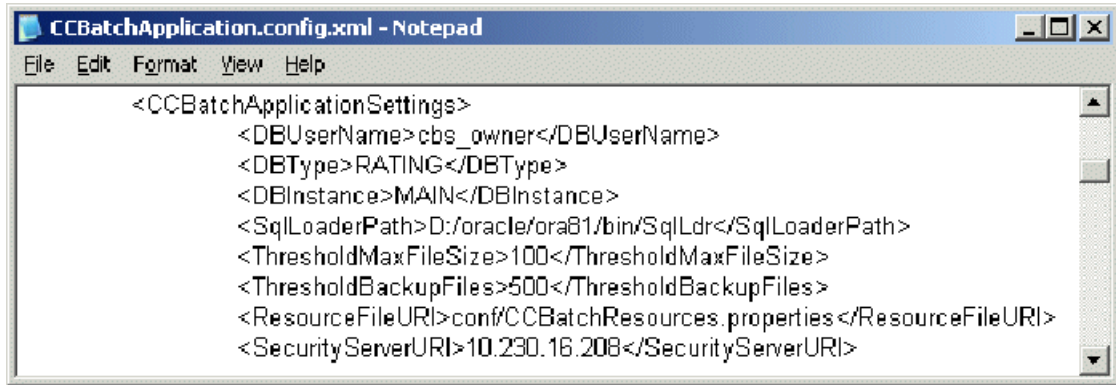 CCBatchApplication.config.xml - Notepad
File Edit Format View Help
<CCBatchApplicationSettings>
<DBUserName>cbs_owner</DBUserName>
<DBType>RATING</DBType>
<DBInstance>MAIN</DBInstance>
<SqlLoaderPath>D:/oracle/ora81/bin/SqlLdr</SqlLoaderPath>
<ThresholdMaxFileSize>100</ThresholdMaxFileSize>
<ThresholdBackupFiles>500</ThresholdBackupFiles>
<ResourceFileURI>conf/CCBatchResources.properties</ResourceFileURI>
<SecurityServerURI>10.230.16.208</SecurityServerURI>